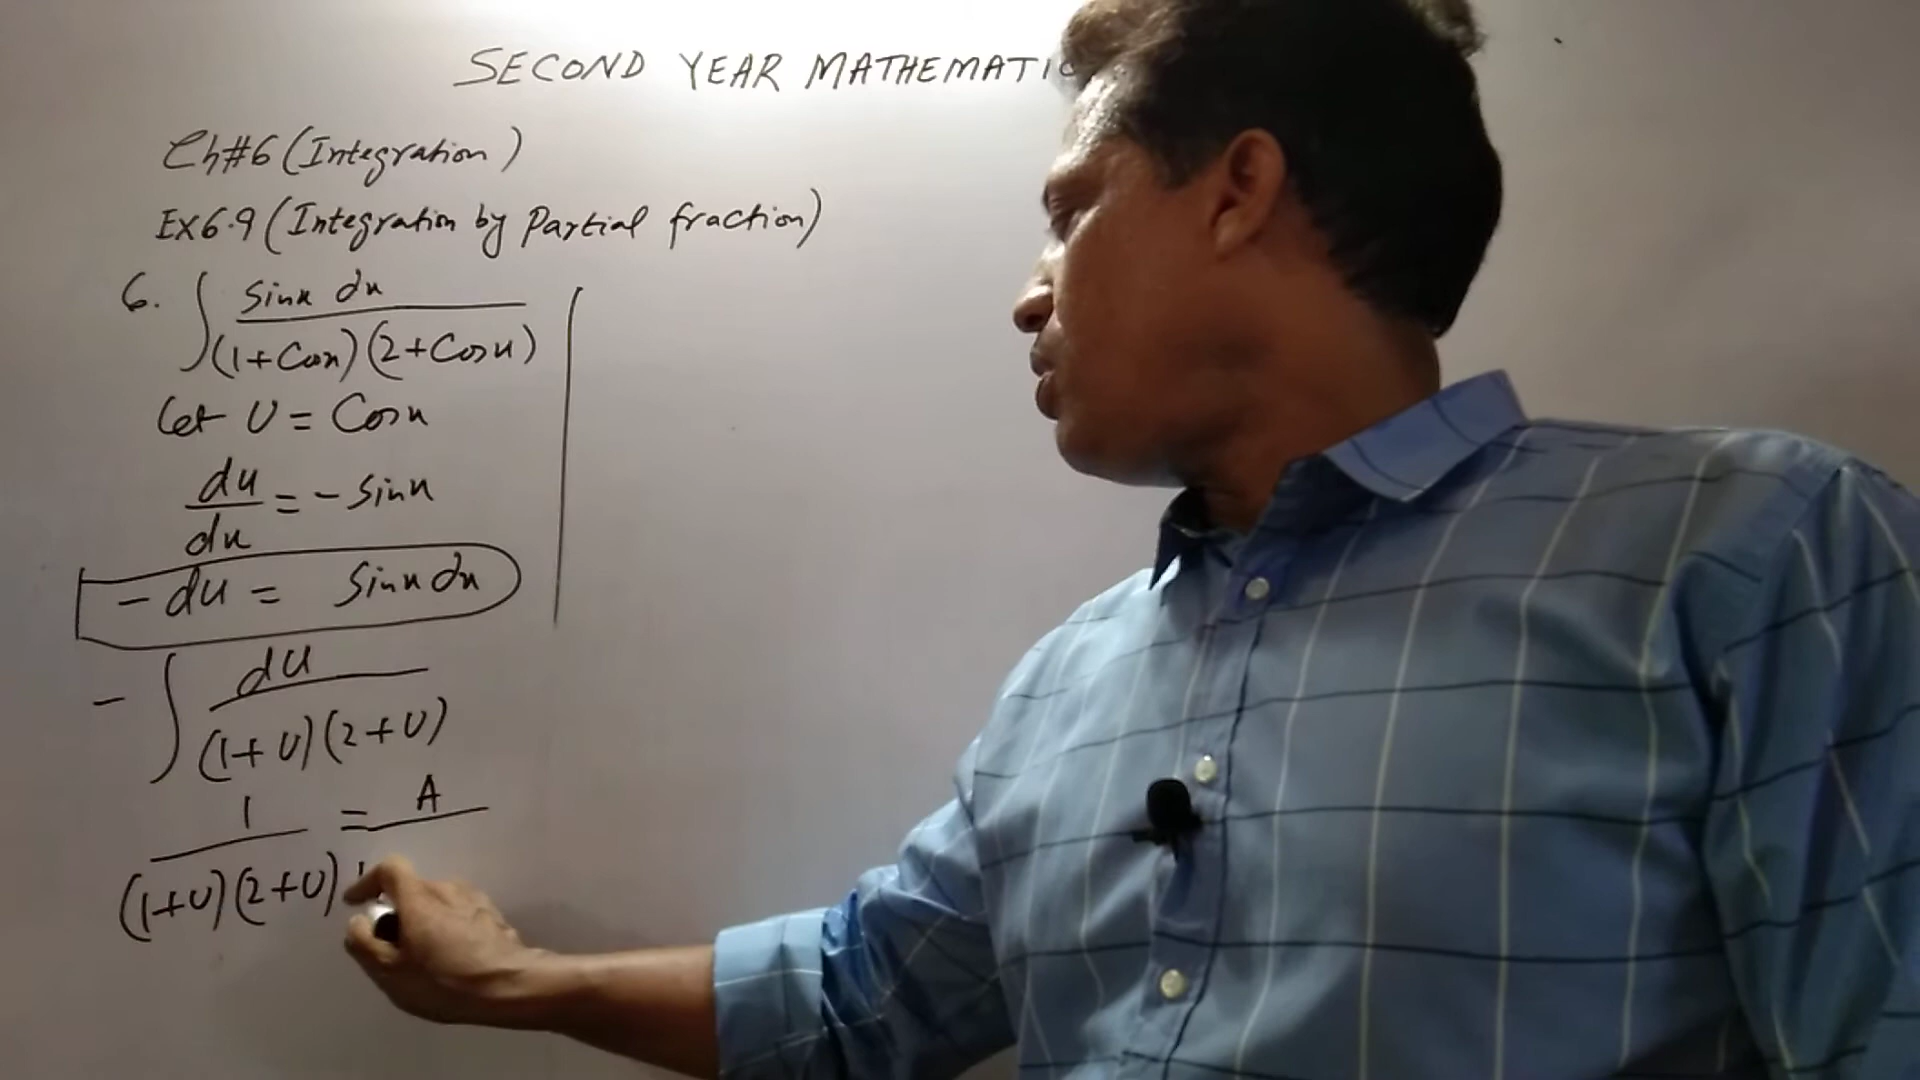 SECOND YEAR MATHEMATIC
Ch#6 (Integration)
EX6.9 (Integration by Partial fraction)
6. ∫ Sinx dx / (1+Cosx)(2+Cosx)
Let U = Cosx
du/dx = - Sinx
- du = Sinx dx
- ∫ du / (1+U)(2+U)
1 / (1+U)(2+U) = A /